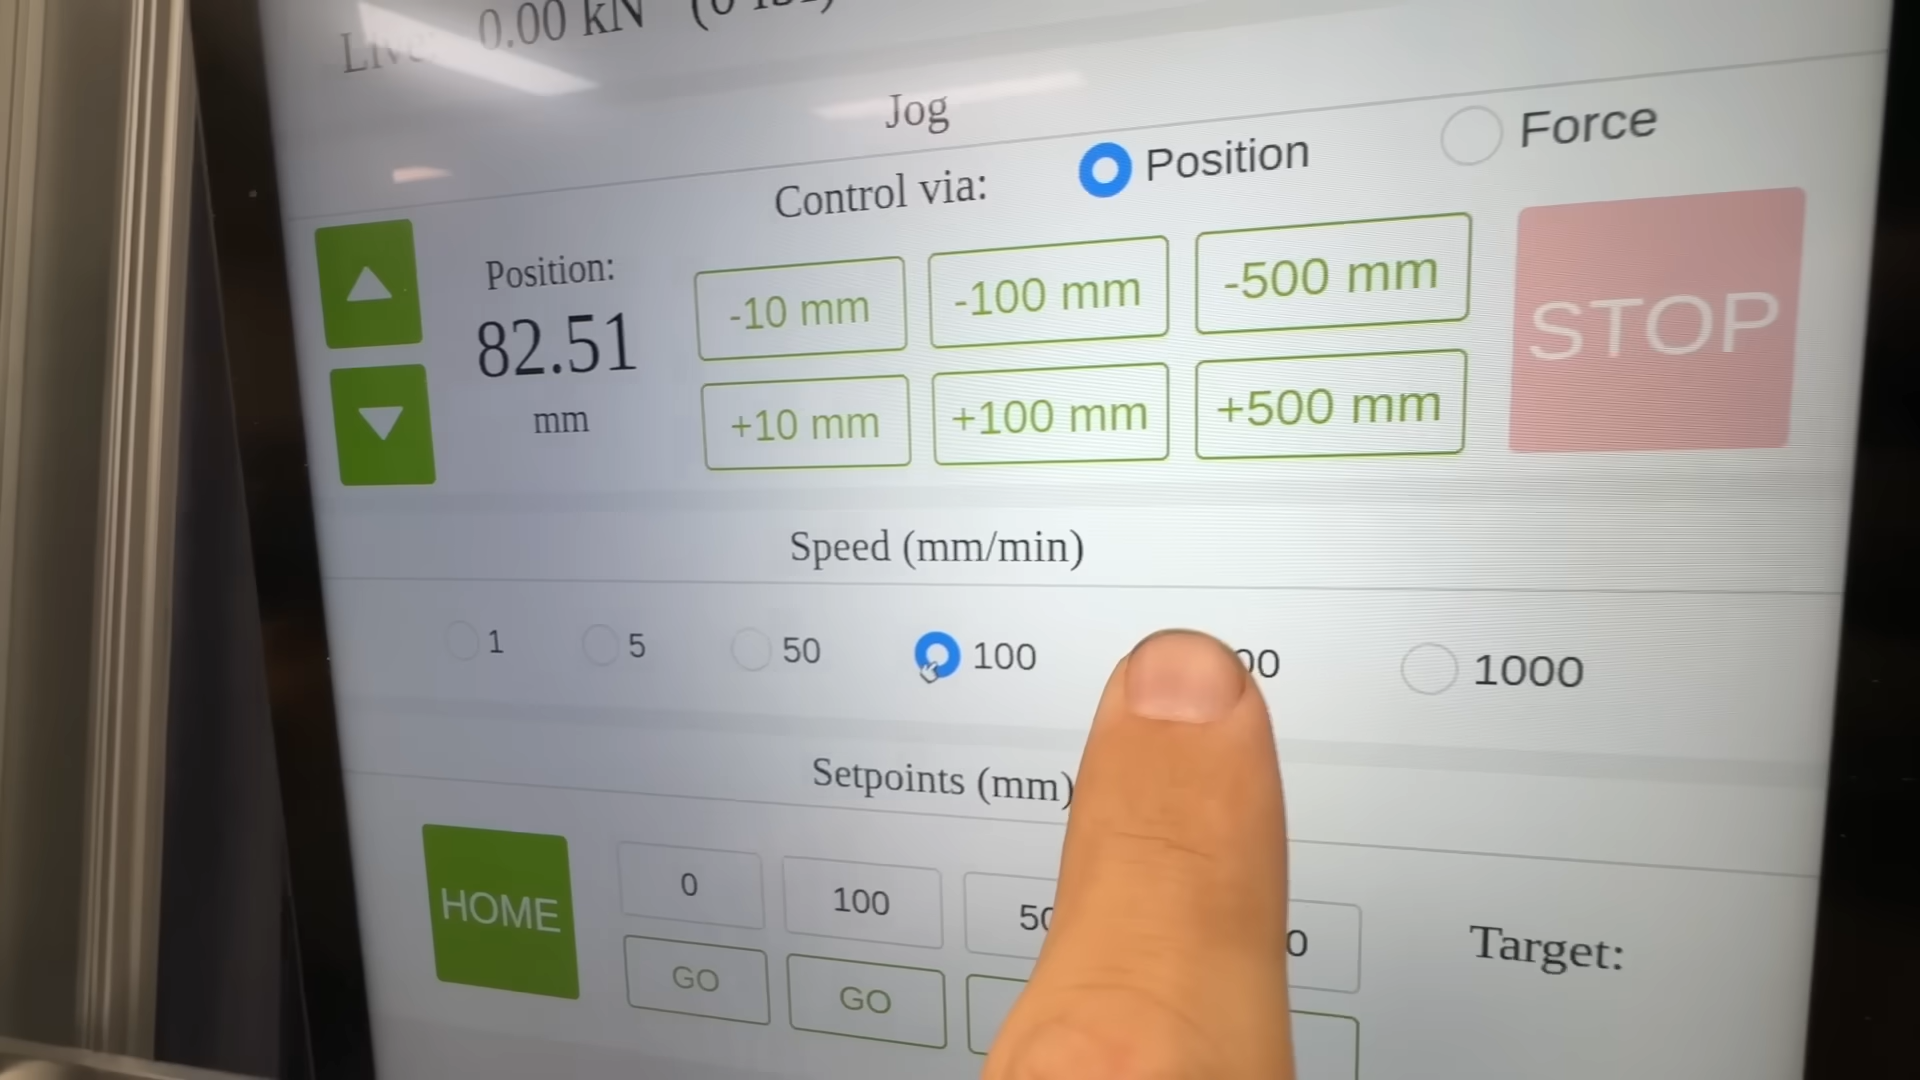 Live: 0.00 kN
Jog
Control via: Position Force
Position:
82.51
mm
-10 mm -100 mm -500 mm
+10 mm +100 mm +500 mm
STOP
Speed (mm/min)
1 5 50 100 1000
Setpoints (mm)
HOME
0 100
GO GO
Target: